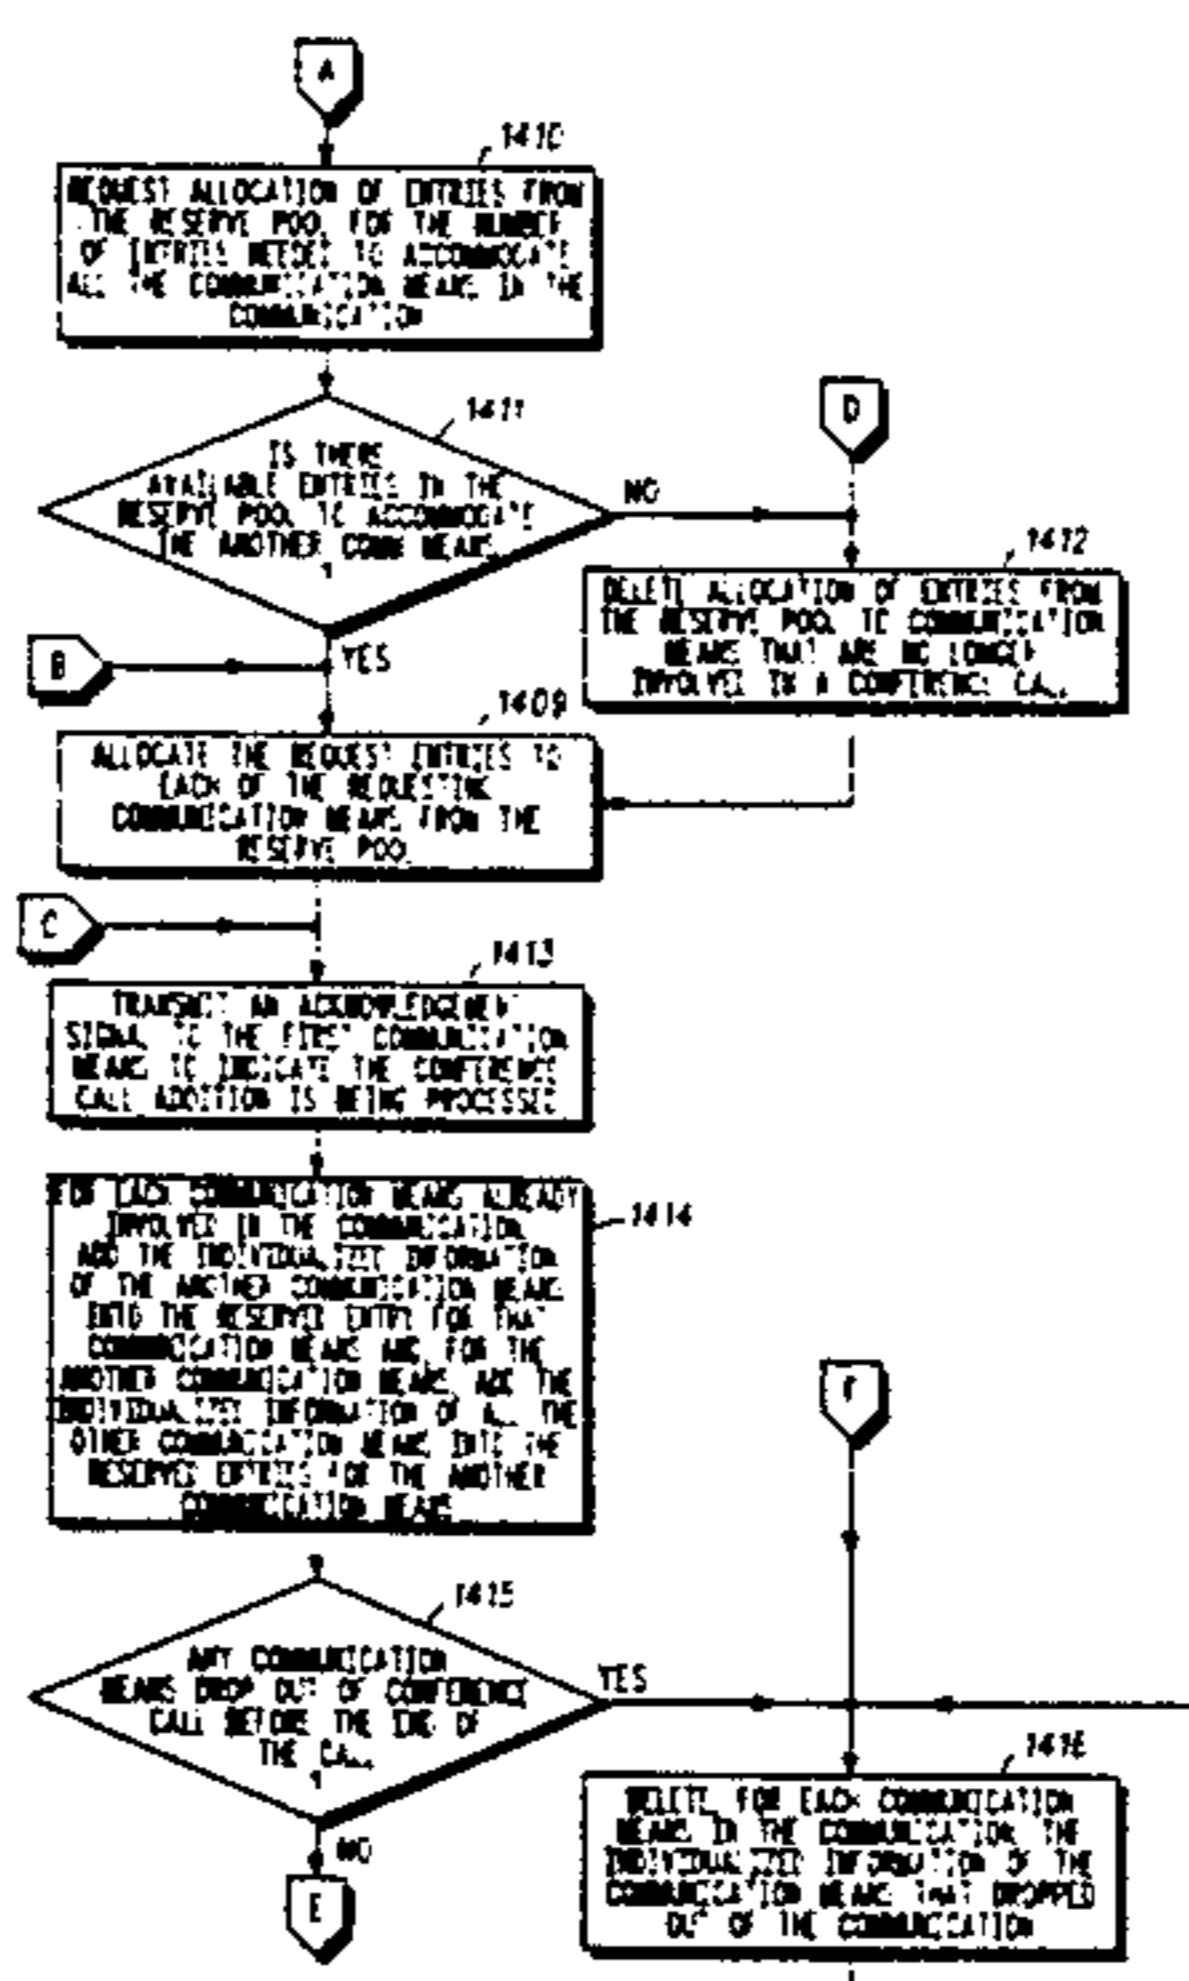 A
1410
REQUEST ALLOCATION OF ENTRIES FROM
THE RESERVE POOL FOR THE NUMBER
OF ENTRIES NEEDED TO ACCOMMODATE
ALL THE COMMUNICATION MEANS IN THE
COMMUNICATION
1411
IS THERE
AVAILABLE ENTRIES IN THE
RESERVE POOL TO ACCOMMODATE
THE ANOTHER COMM MEANS
?
NO
D
1412
DELETE ALLOCATION OF ENTRIES FROM
THE RESERVE POOL TO COMMUNICATION
MEANS THAT ARE NO LONGER
INVOLVED IN A CONFERENCE CALL
YES
B
1409
ALLOCATE THE REQUEST ENTRIES TO
EACH OF THE REQUESTING
COMMUNICATION MEANS FROM THE
RESERVE POOL
C
1413
TRANSMIT AN ACKNOWLEDGEMENT
SIGNAL TO THE FIRST COMMUNICATION
MEANS TO INDICATE THE CONFERENCE
CALL ADDITION IS BEING PROCESSED
1414
FOR EACH COMMUNICATION MEANS ALREADY
INVOLVED IN THE COMMUNICATION
ADD THE INDIVIDUALIZED INFORMATION
OF THE ANOTHER COMMUNICATION MEANS
INTO THE RESERVED ENTRY FOR THAT
COMMUNICATION MEANS AND FOR THE
ANOTHER COMMUNICATION MEANS, ADD THE
INDIVIDUALIZED INFORMATION OF ALL THE
OTHER COMMUNICATION MEANS INTO THE
RESERVED ENTRIES FOR THE ANOTHER
COMMUNICATION MEANS
F
1415
ANY COMMUNICATION
MEANS DROP OUT OF CONFERENCE
CALL BEFORE THE END OF
THE CALL
?
YES
NO
E
1416
DELETE, FOR EACH COMMUNICATION
MEANS IN THE COMMUNICATION, THE
INDIVIDUALIZED INFORMATION OF THE
COMMUNICATION MEANS THAT DROPPED
OUT OF THE COMMUNICATION